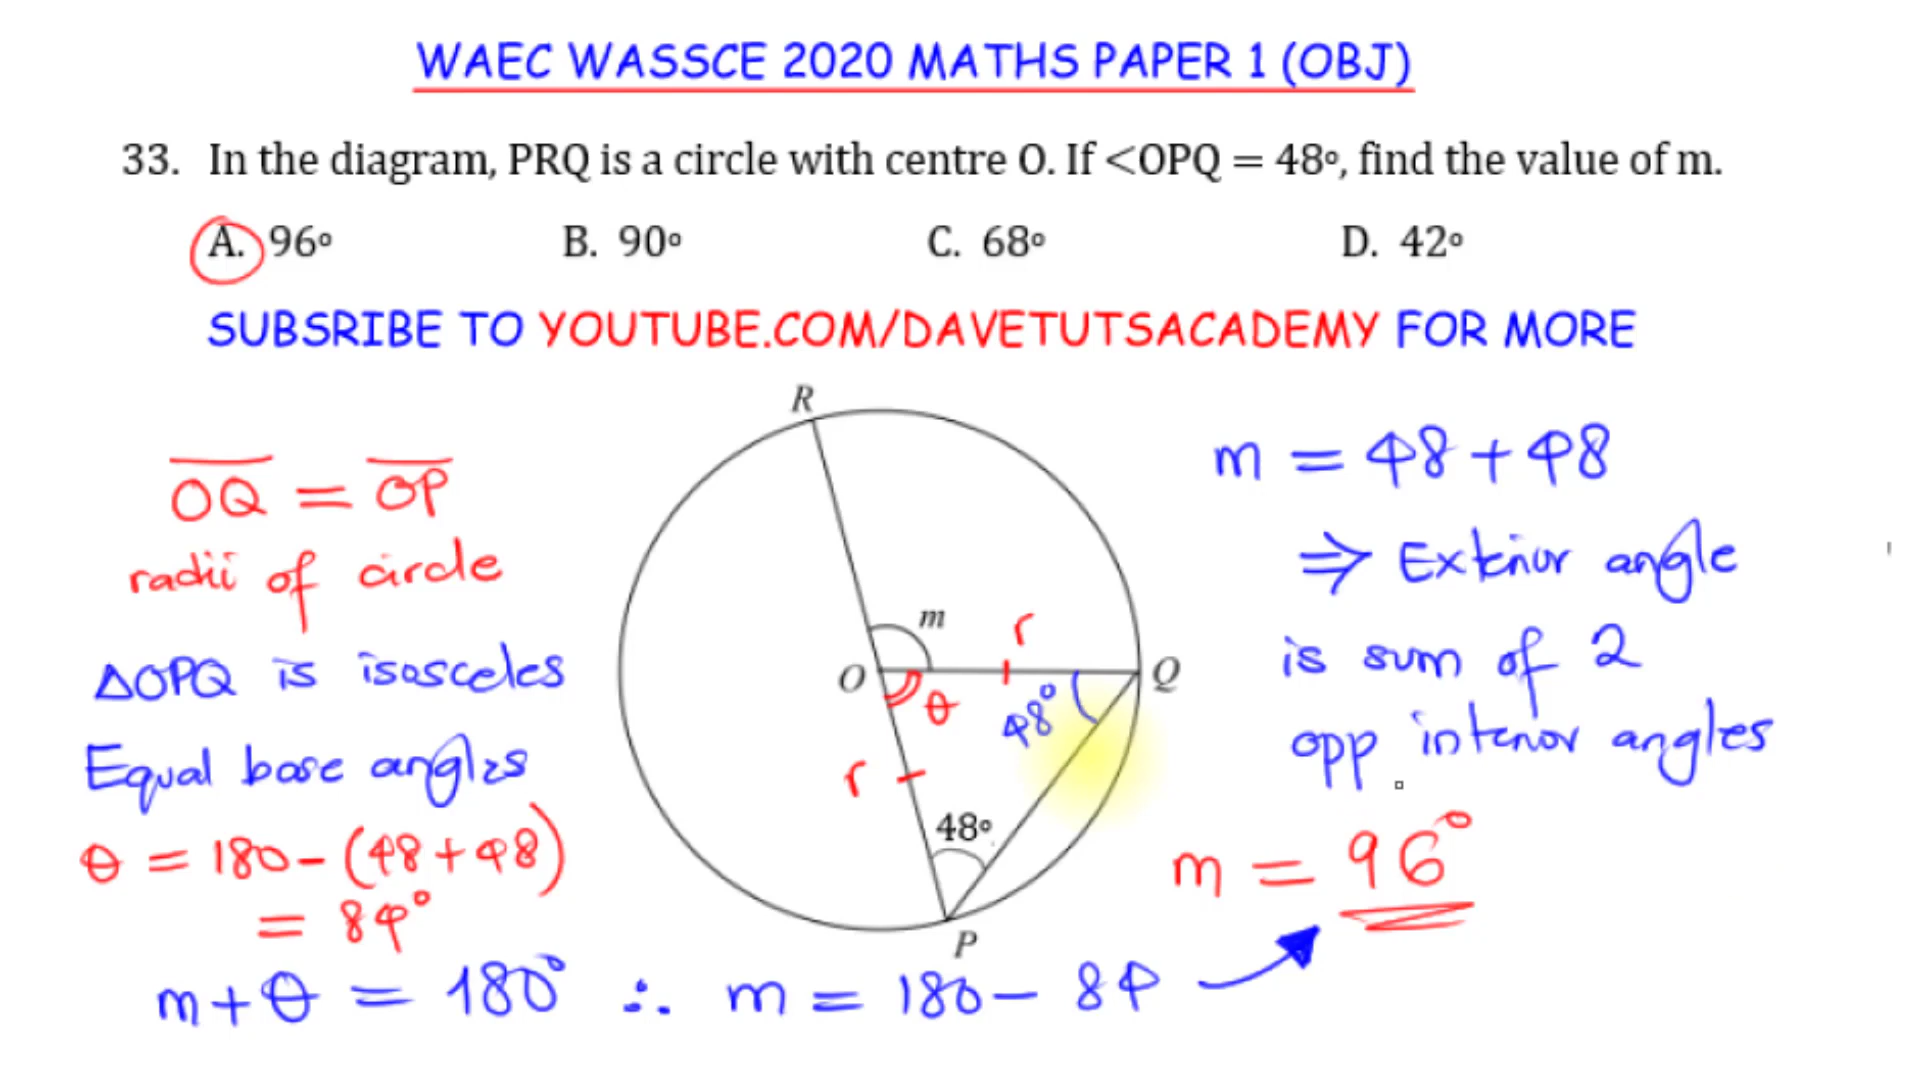 WAEC WASSCE 2020 MATHS PAPER 1 (OBJ)
33. In the diagram, PRQ is a circle with centre O. If <OPQ = 48°, find the value of m.
A. 96° B. 90° C. 68° D. 42°
SUBSRIBE TO YOUTUBE.COM/DAVETUTSACADEMY FOR MORE
OQ = OP
radii of circle
ΔOPQ is isosceles
Equal base angles
θ = 180 - (48 + 48)
= 84°
m + θ = 180° ∴ m = 180 - 84
R
m
r
O
θ
48°
Q
r
48°
P
m = 48 + 48
⇒ Exterior angle
is sum of 2
opp interior angles
m = 96°